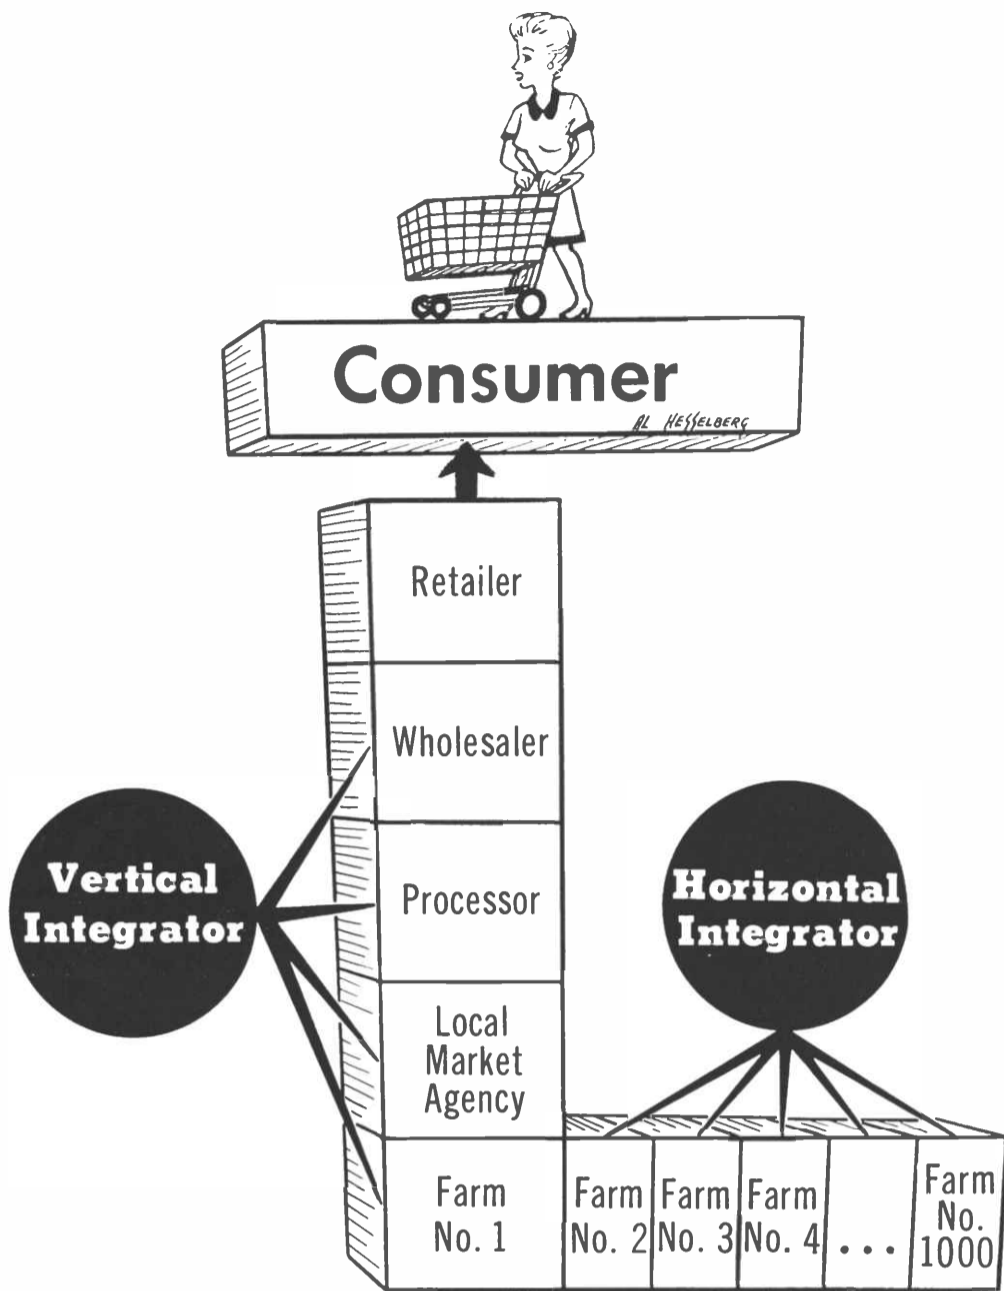 Consumer
AL HESSELBERG
Retailer
Wholesaler
Vertical
Integrator
Processor
Horizontal
Integrator
Local
Market
Agency
Farm
No. 1
Farm
No. 2
Farm
No. 3
Farm
No. 4
...
Farm
No.
1000